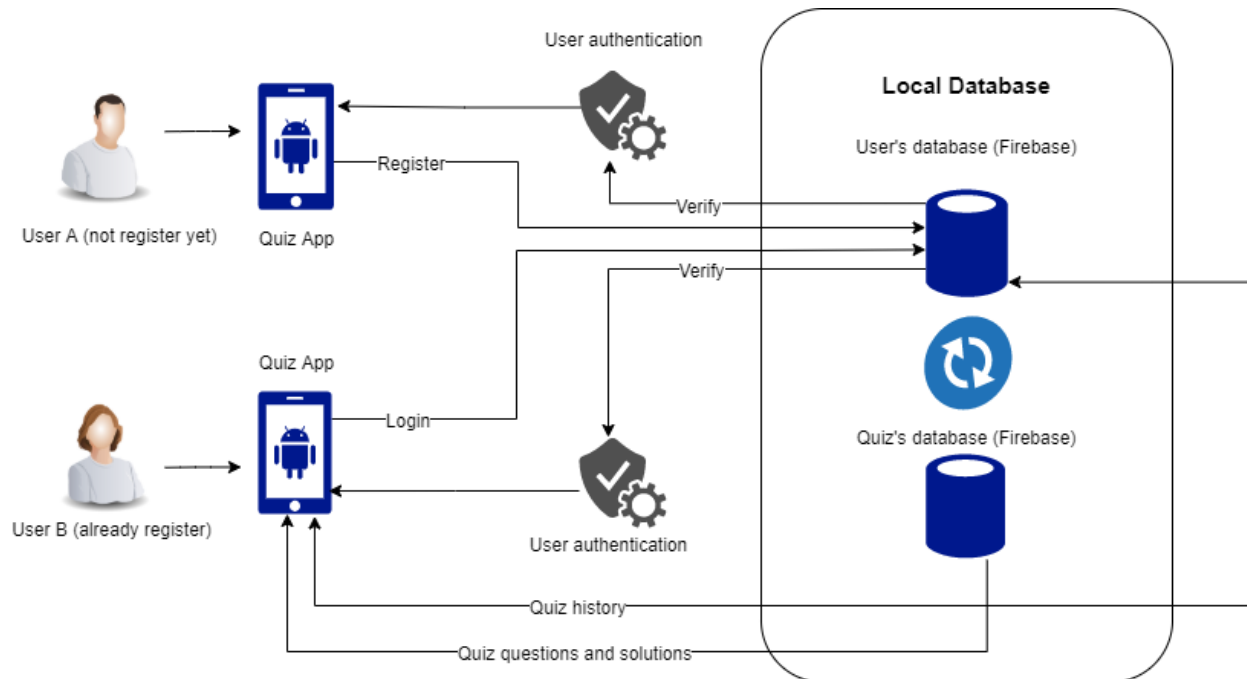 User authentication
Local Database
User's database (Firebase)
Register
Verify
User A (not register yet)
Quiz App
Verify
Quiz App
Login
Quiz's database (Firebase)
User B (already register)
User authentication
Quiz history
Quiz questions and solutions